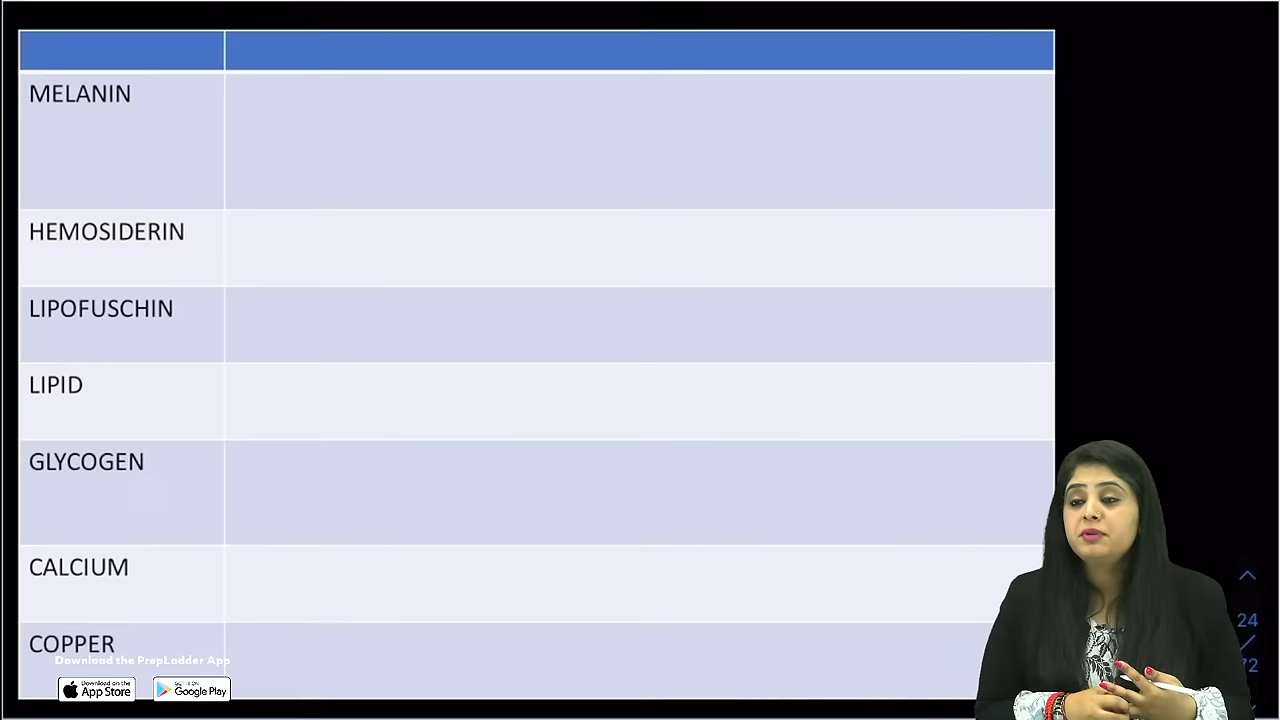 MELANIN
HEMOSIDERIN
LIPOFUSCHIN
LIPID
GLYCOGEN
CALCIUM
COPPER
Download the PrepLadder App
Download on the
App Store
GET IT ON
Google Play
24
/
72